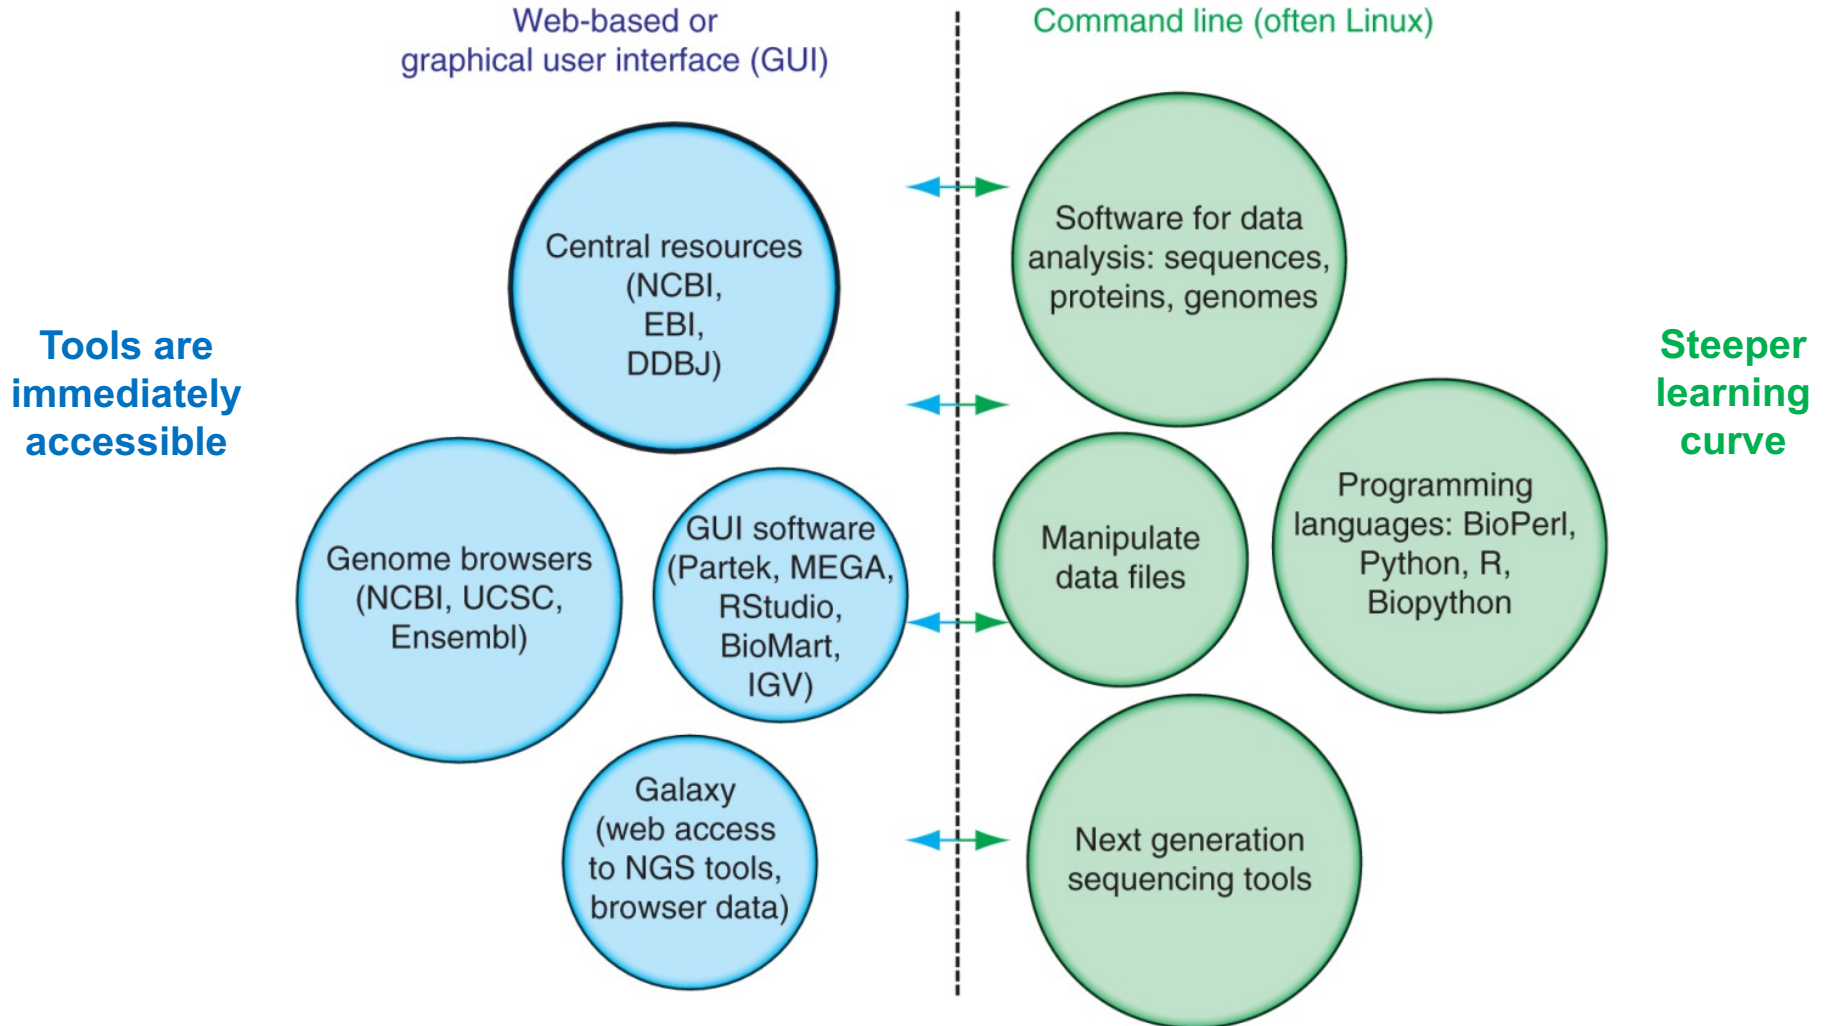 Web-based or
graphical user interface (GUI)
Command line (often Linux)
Tools are
immediately
accessible
Central resources
(NCBI,
EBI,
DDBJ)
Genome browsers
(NCBI, UCSC,
Ensembl)
GUI software
(Partek, MEGA,
RStudio,
BioMart,
IGV)
Galaxy
(web access
to NGS tools,
browser data)
Software for data
analysis: sequences,
proteins, genomes
Manipulate
data files
Programming
languages: BioPerl,
Python, R,
Biopython
Next generation
sequencing tools
Steeper
learning
curve